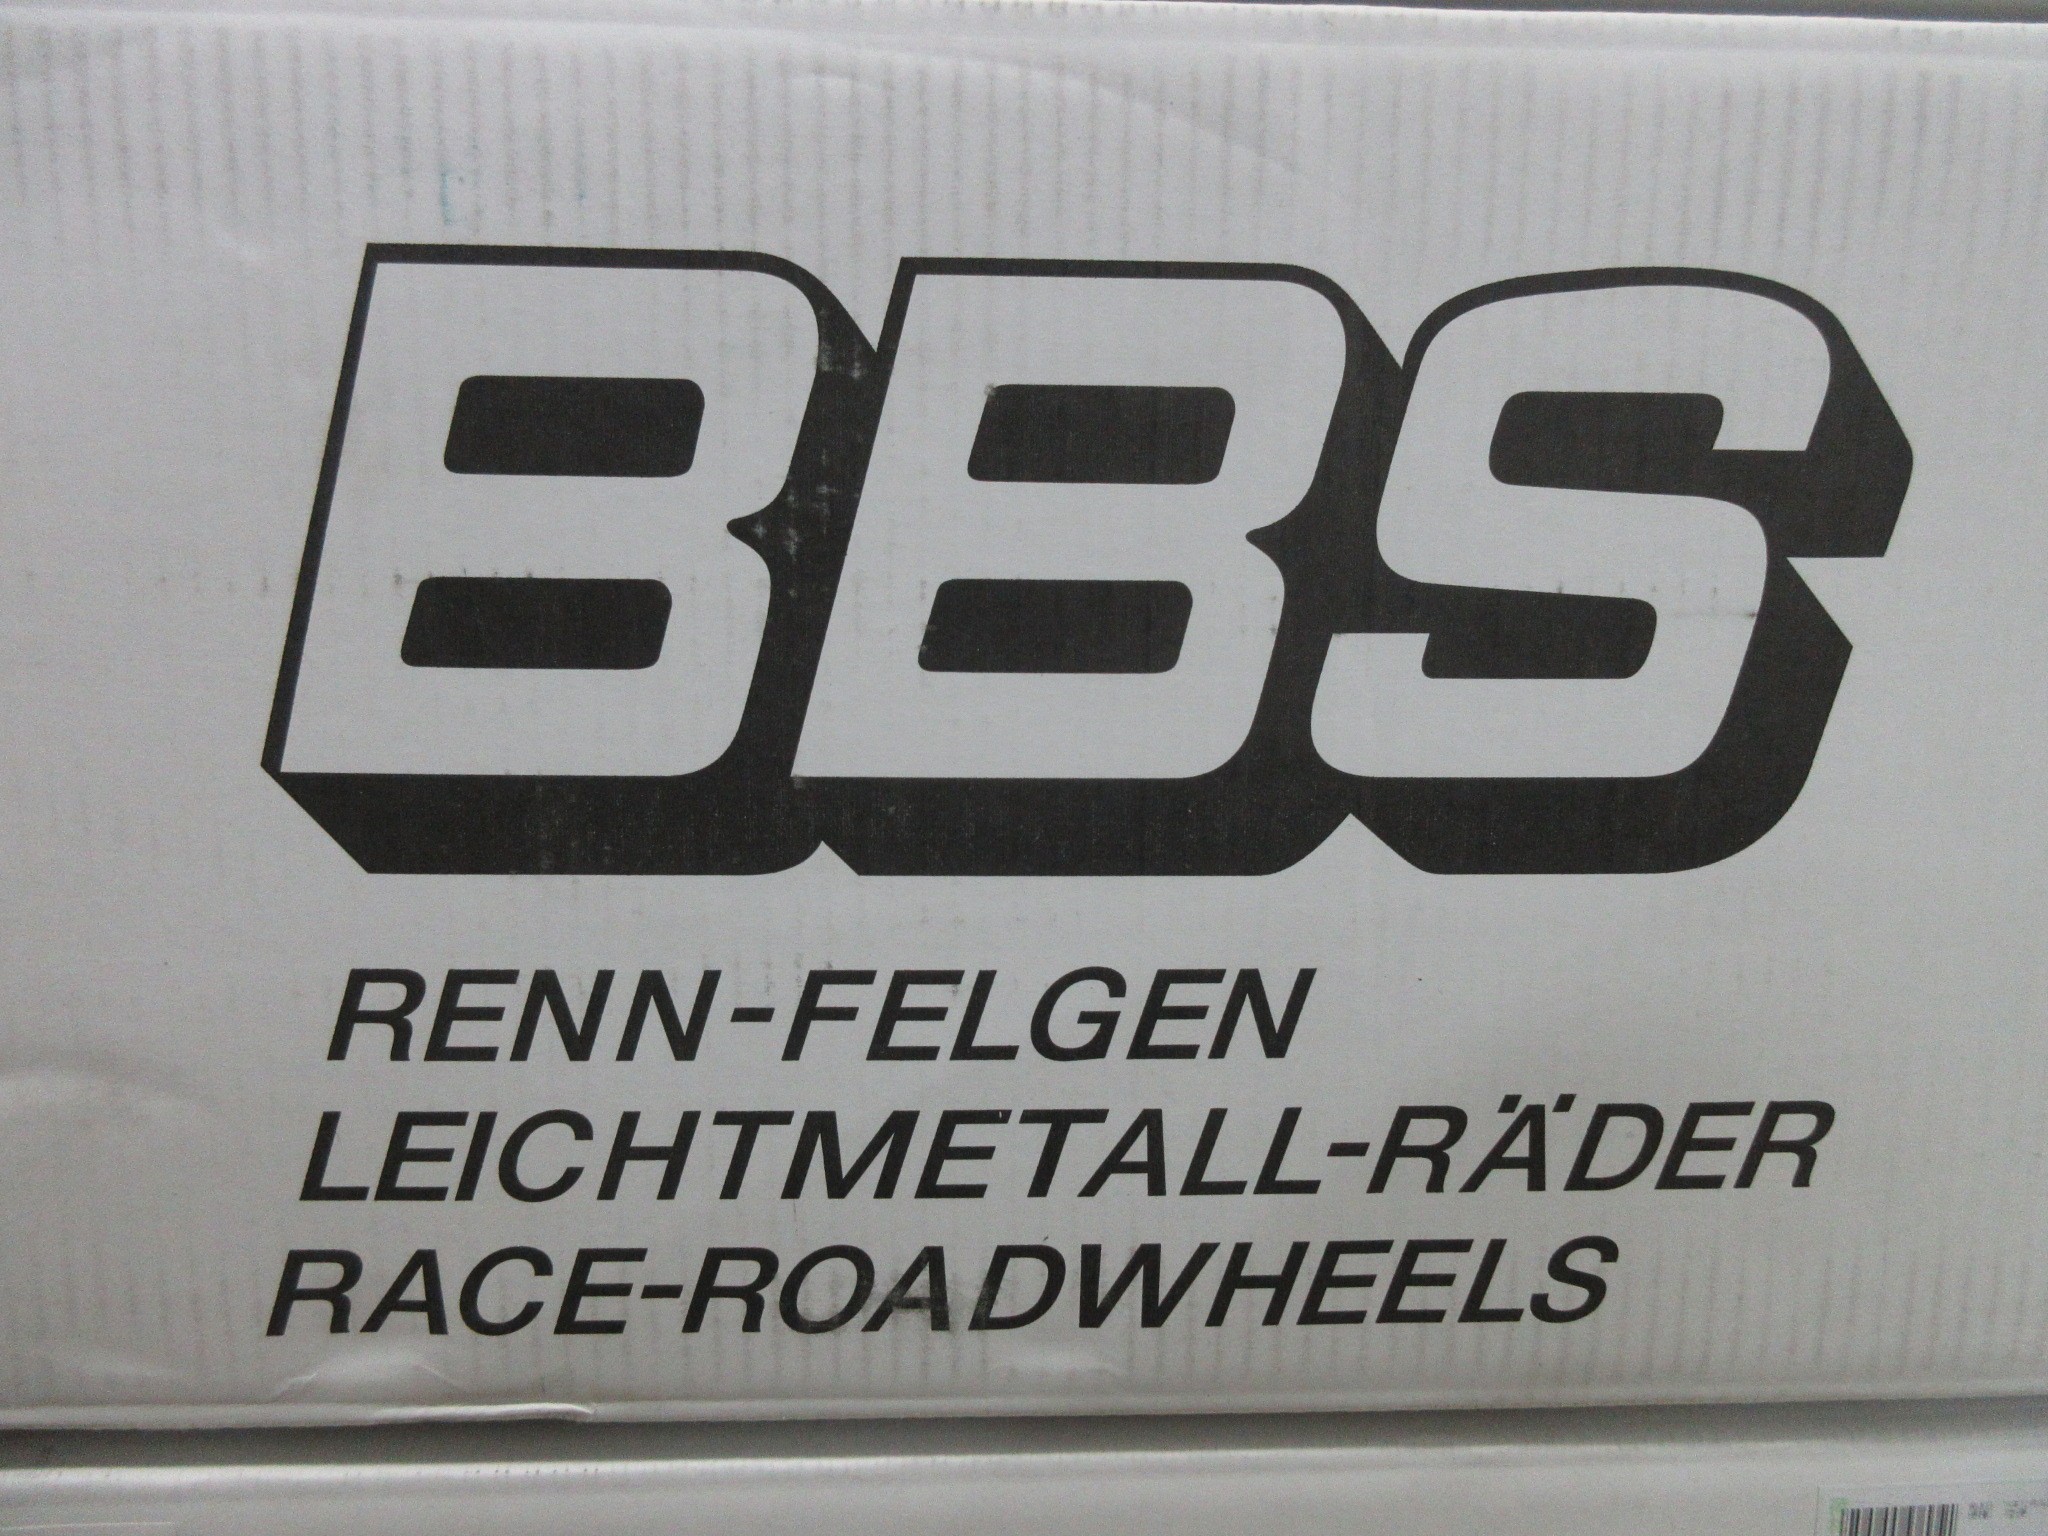 BBS
RENN-FELGEN
LEICHTMETALL-RÄDER
RACE-ROADWHEELS